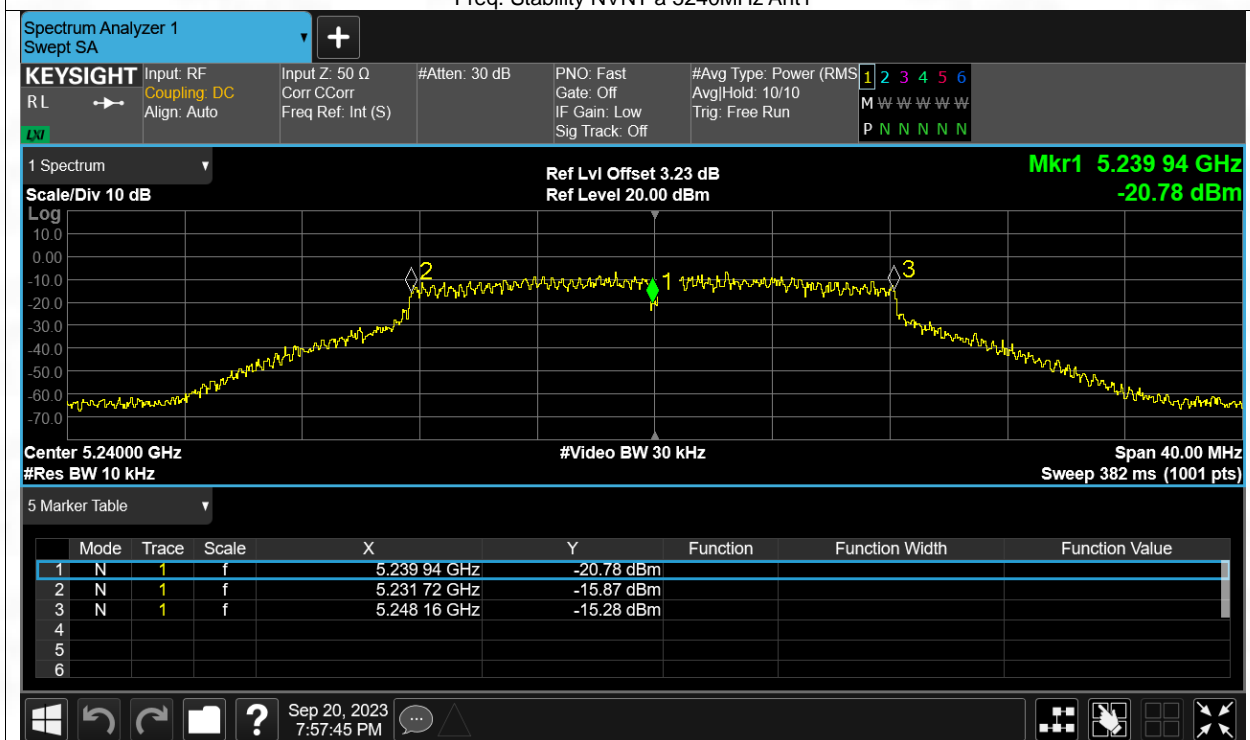 Freq. Stability NVNT a 5240MHz Ant1
Spectrum Analyzer 1
Swept SA
+
KEYSIGHT Input: RF Input Z: 50 Ω #Atten: 30 dB PNO: Fast #Avg Type: Power (RMS 1 2 3 4 5 6
RL Coupling: DC Corr CCorr Gate: Off Avg|Hold: 10/10 M W W W W W
Align: Auto Freq Ref: Int (S) IF Gain: Low Trig: Free Run
LXI Sig Track: Off P N N N N N
1 Spectrum Ref Lvl Offset 3.23 dB Mkr1 5.239 94 GHz
Scale/Div 10 dB Ref Level 20.00 dBm -20.78 dBm
Log
10.0
0.00
-10.0
-20.0
-30.0
-40.0
-50.0
-60.0
-70.0
2
1
3
Center 5.24000 GHz #Video BW 30 kHz Span 40.00 MHz
#Res BW 10 kHz Sweep 382 ms (1001 pts)
5 Marker Table
Mode Trace Scale X Y Function Function Width Function Value
1 N 1 f 5.239 94 GHz -20.78 dBm
2 N 1 f 5.231 72 GHz -15.87 dBm
3 N 1 f 5.248 16 GHz -15.28 dBm
4
5
6
? Sep 20, 2023
7:57:45 PM